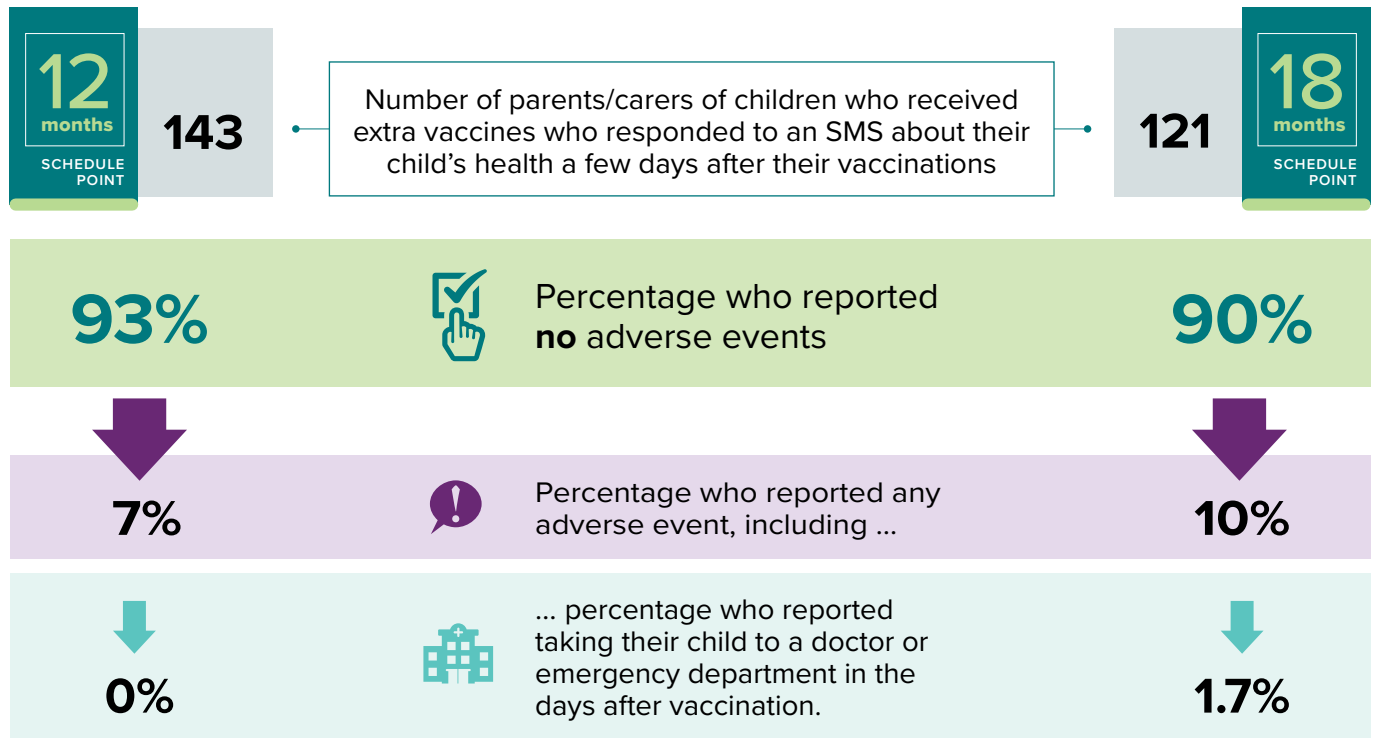 12
months
SCHEDULE
POINT
143
Number of parents/carers of children who received
extra vaccines who responded to an SMS about their
child’s health a few days after their vaccinations
121
18
months
SCHEDULE
POINT
93%
Percentage who reported
no adverse events
90%
7%
Percentage who reported any
adverse event, including ...
10%
0%
... percentage who reported
taking their child to a doctor or
emergency department in the
days after vaccination.
1.7%